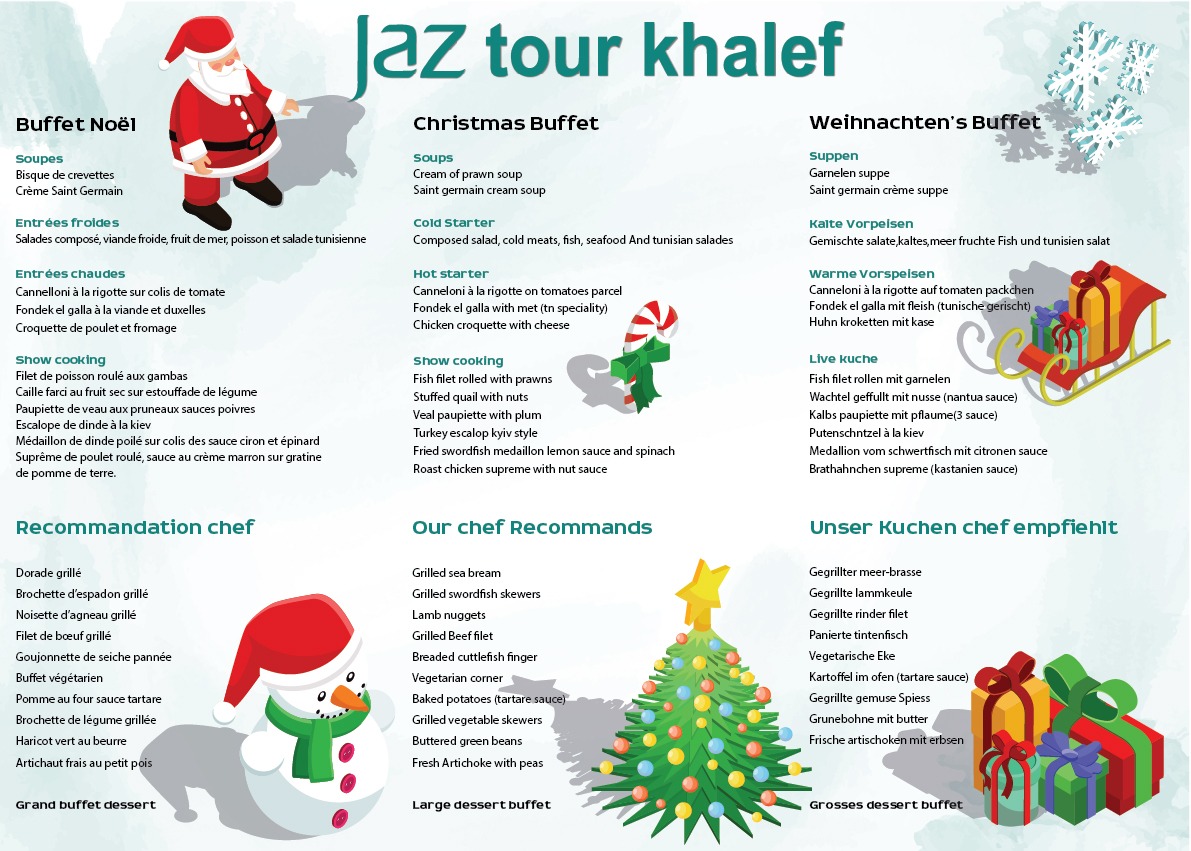 Jaz tour khalef
Buffet Noël
Soupes
Bisque de crevettes
Crème Saint Germain
Entrées froides
Salades composé, viande froide, fruit de mer, poisson et salade tunisienne
Entrées chaudes
Cannelloni à la rigotte sur colis de tomate
Fondek el galla à la viande et duxelles
Croquette de poulet et fromage
Show cooking
Filet de poisson roulé aux gambas
Caille farci au fruit sec sur estouffade de légume
Paupiette de veau aux pruneaux sauces poivres
Escalope de dinde à la kiev
Médaillon de dinde poilé sur colis des sauce ciron et épinard
Suprême de poulet roulé, sauce au crème marron sur gratine
de pomme de terre.
Recommandation chef
Dorade grillé
Brochette d'espadon grillé
Noisette d'agneau grillé
Filet de bœuf grillé
Goujonnette de seiche pannée
Buffet végétarien
Pomme au four sauce tartare
Brochette de légume grillée
Haricot vert au beurre
Artichaut frais au petit pois
Grand buffet dessert
Christmas Buffet
Soups
Cream of prawn soup
Saint germain cream soup
Cold Starter
Composed salad, cold meats, fish, seafood And tunisian salades
Hot starter
Canneloni à la rigotte on tomatoes parcel
Fondek el galla with met (tn speciality)
Chicken croquette with cheese
Show cooking
Fish filet rolled with prawns
Stuffed quail with nuts
Veal paupiette with plum
Turkey escalop kyiv style
Fried swordfish medaillon lemon sauce and spinach
Roast chicken supreme with nut sauce
Our chef Recommands
Grilled sea bream
Grilled swordfish skewers
Lamb nuggets
Grilled Beef filet
Breaded cuttlefish finger
Vegetarian corner
Baked potatoes (tartare sauce)
Grilled vegetable skewers
Buttered green beans
Fresh Artichoke with peas
Large dessert buffet
Weihnachten's Buffet
Suppen
Garnelen suppe
Saint germain crème suppe
Kalte Vorpeisen
Gemischte salate,kaltes,meer fruchte Fish und tunisien salat
Warme Vorspeisen
Canneloni à la rigotte auf tomaten packchen
Fondek el galla mit fleish (tunische gerischt)
Huhn kroketten mit kase
Live kuche
Fish filet rollen mit garnelen
Wachtel geffullt mit nusse (nantua sauce)
Kalbs paupiette mit pflaume(3 sauce)
Putenschntzel à la kiev
Medallion vom schwertfisch mit citronen sauce
Brathahnchen supreme (kastanien sauce)
Unser Kuchen chef empfiehlt
Gegrillter meer-brasse
Gegrillte lammkeule
Gegrillte rinder filet
Panierte tintenfisch
Vegetarische Eke
Kartoffel im ofen (tartare sauce)
Gegrillte gemuse Spiess
Grunebohne mit butter
Frische artischoken mit erbsen
Grosses dessert buffet